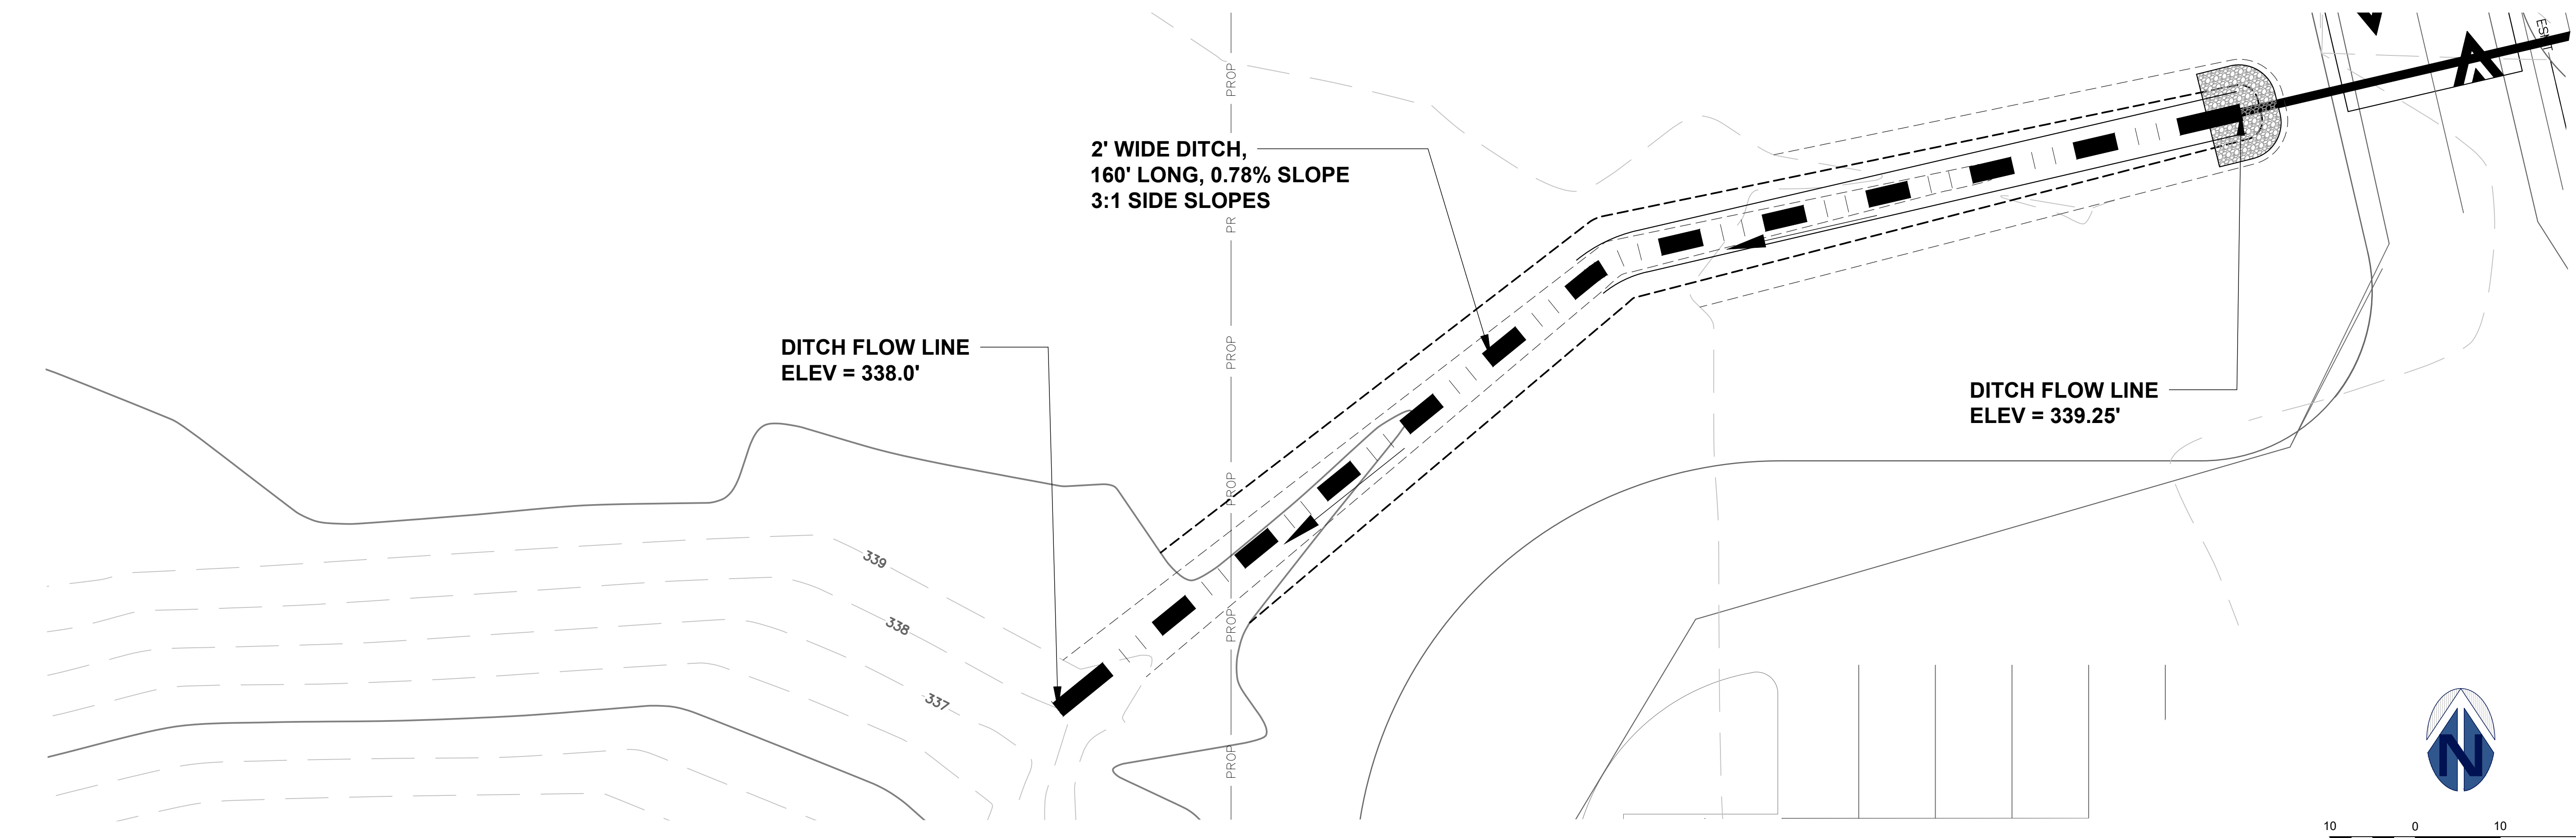 ESMT
PROP
2' WIDE DITCH,
160' LONG, 0.78% SLOPE
3:1 SIDE SLOPES
PR
PROP
DITCH FLOW LINE
ELEV = 338.0'
DITCH FLOW LINE
ELEV = 339.25'
PROP
339
338
PROP
337
PROP
N
10 0 10